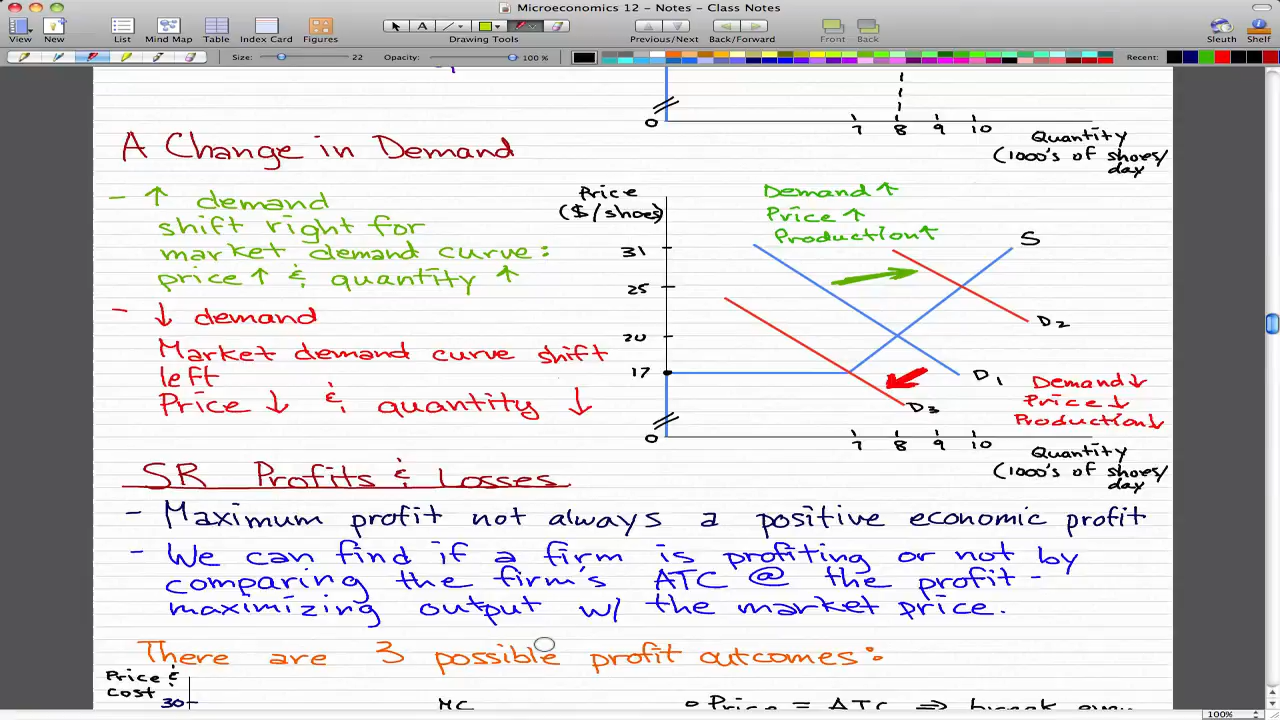 Microeconomics 12 - Notes - Class Notes
View New List Mind Map Table Index Card Figures Drawing Tools Previous/Next Back/Forward Front Back Sleuth Shelf
Size: 22 Opacity: 100 % Recent:
0
7 8 9 10
Quantity
(1000's of shoes/
day
A Change in Demand
- ↑ demand
shift right for
market demand curve:
price ↑ & quantity ↑
- ↓ demand
Market demand curve shift
left
Price ↓ & quantity ↓
Price
($/shoes)
Demand ↑
Price ↑
Production ↑
31
25
20
17
0
S
D2
D1
D3
Demand ↓
Price ↓
Production ↓
7 8 9 10
Quantity
(1000's of shoes/
day
SR Profits & Losses
- Maximum profit not always a positive economic profit
- We can find if a firm is profiting or not by
comparing the firm's ATC @ the profit-
maximizing output w/ the market price.
There are 3 possible profit outcomes:
Price &
Cost
30
MC
Price = ATC ⇒ break even
100%